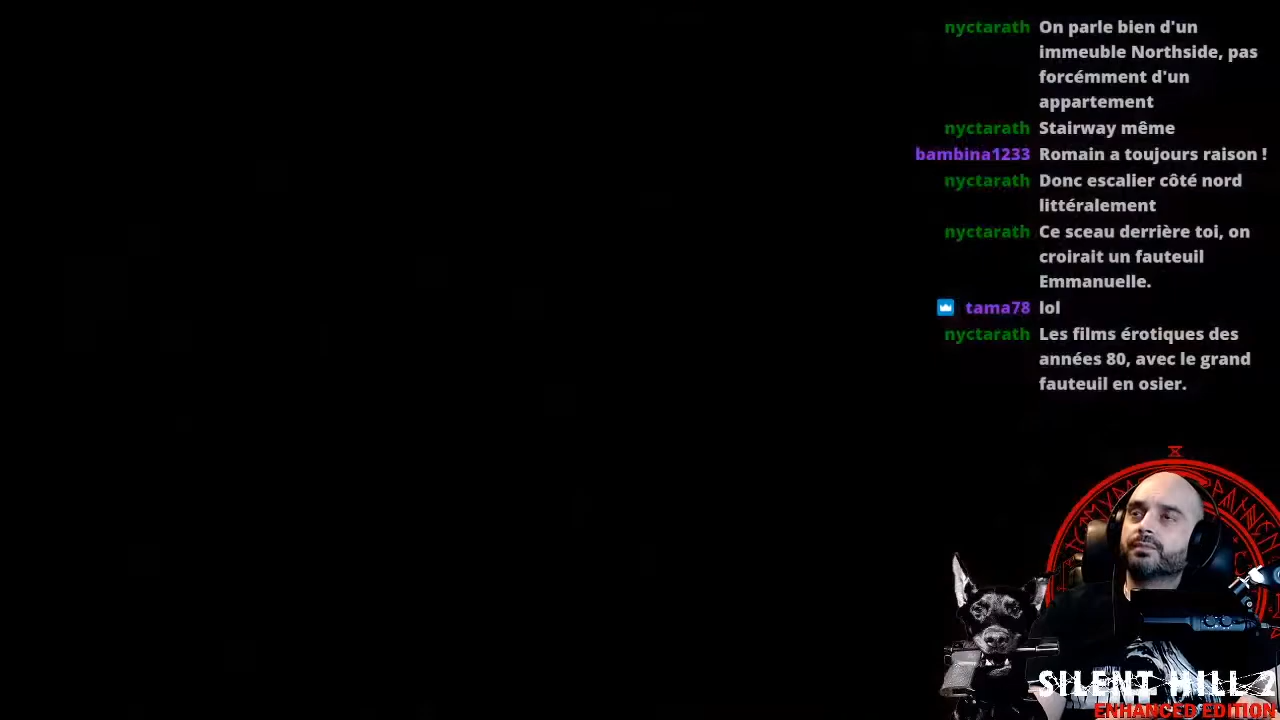 nyctarath On parle bien d'un
immeuble Northside, pas
forcémment d'un
appartement
nyctarath Stairway même
bambina1233 Romain a toujours raison !
nyctarath Donc escalier côté nord
littéralement
nyctarath Ce sceau derrière toi, on
croirait un fauteuil
Emmanuelle.
tama78 lol
nyctarath Les films érotiques des
années 80, avec le grand
fauteuil en osier.
SILENT HILL 2
ENHANCED EDITION